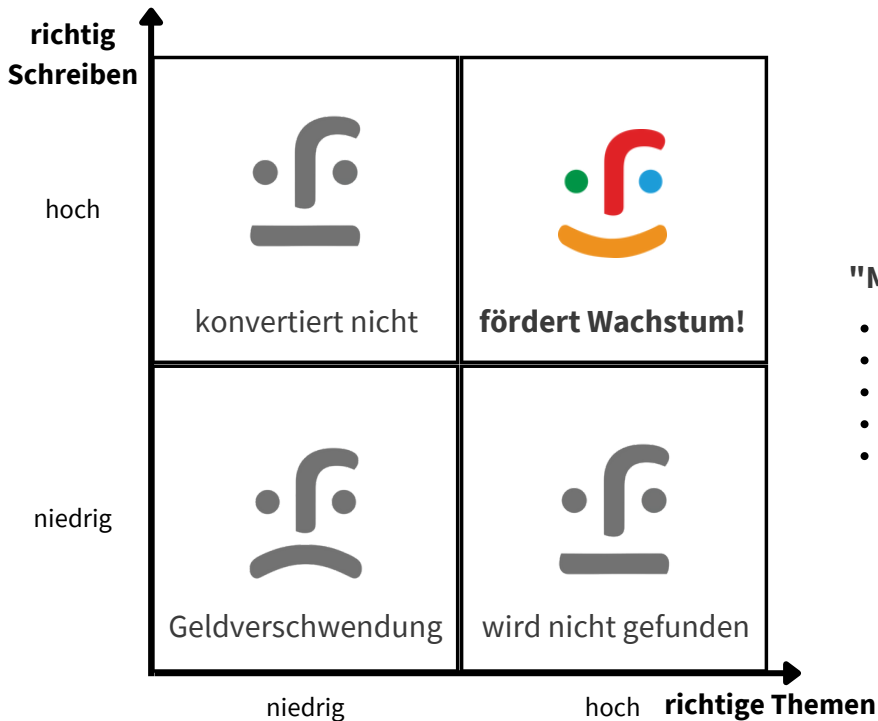 richtig
Schreiben
hoch
konvertiert nicht
fördert Wachstum!
niedrig
Geldverschwendung
wird nicht gefunden
niedrig
hoch
richtige Themen